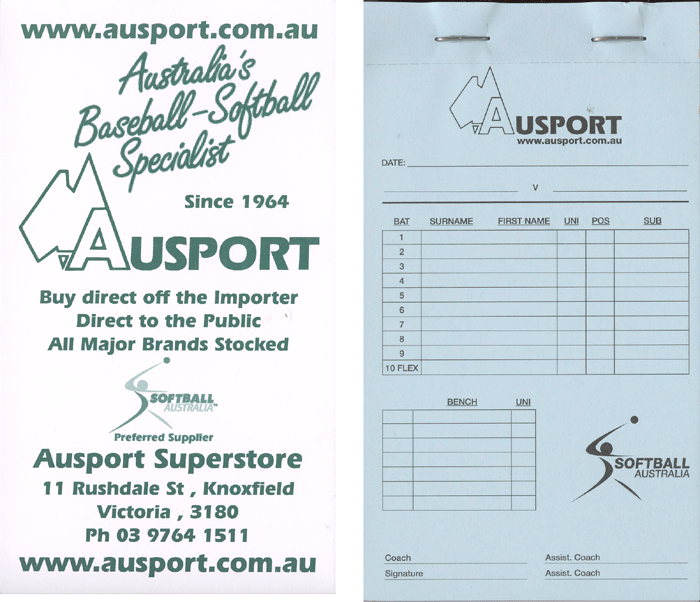 www.ausport.com.au
Australia's
Baseball-Softball
Specialist
Since 1964
AUSPORT
Buy direct off the Importer
Direct to the Public
All Major Brands Stocked
SOFTBALL
AUSTRALIA™
Preferred Supplier
Ausport Superstore
11 Rushdale St , Knoxfield
Victoria , 3180
Ph 03 9764 1511
www.ausport.com.au
AUSPORT
www.ausport.com.au
DATE:
V
BAT SURNAME FIRST NAME UNI POS SUB
1
2
3
4
5
6
7
8
9
10 FLEX
BENCH UNI
SOFTBALL
AUSTRALIA
Coach Assist. Coach
Signature Assist. Coach